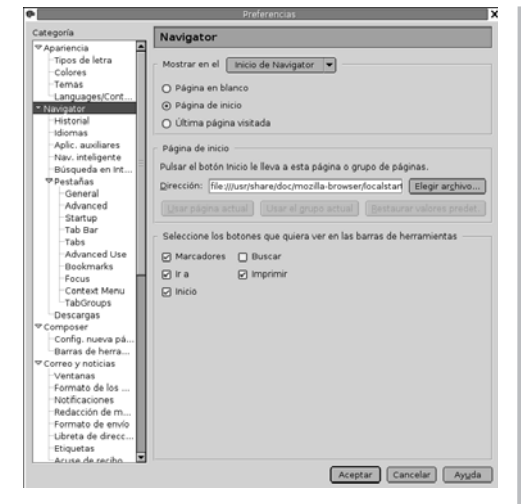 Preferencias
Categoría
Apariencia
Tipos de letra
Colores
Temas
Languages/Cont...
Navigator
Historial
Idiomas
Aplic. auxiliares
Nav. inteligente
Búsqueda en Int...
Pestañas
General
Advanced
Startup
Tab Bar
Tabs
Advanced Use
Bookmarks
Focus
Context Menu
TabGroups
Descargas
Composer
Config. nueva pá...
Barras de herra...
Correo y noticias
Ventanas
Formato de los ...
Notificaciones
Redacción de m...
Formato de envío
Libreta de direcc...
Etiquetas
Acuse de recibo
Navigator
Mostrar en el Inicio de Navigator
Página en blanco
Página de inicio
Última página visitada
Página de inicio
Pulsar el botón Inicio le lleva a esta página o grupo de páginas.
Dirección: file:///usr/share/doc/mozilla-browser/localstart Elegir archivo...
Usar página actual Usar el grupo actual Restaurar valores predet.
Seleccione los botones que quiera ver en las barras de herramientas
Marcadores Buscar
Ir a Imprimir
Inicio
Aceptar Cancelar Ayuda